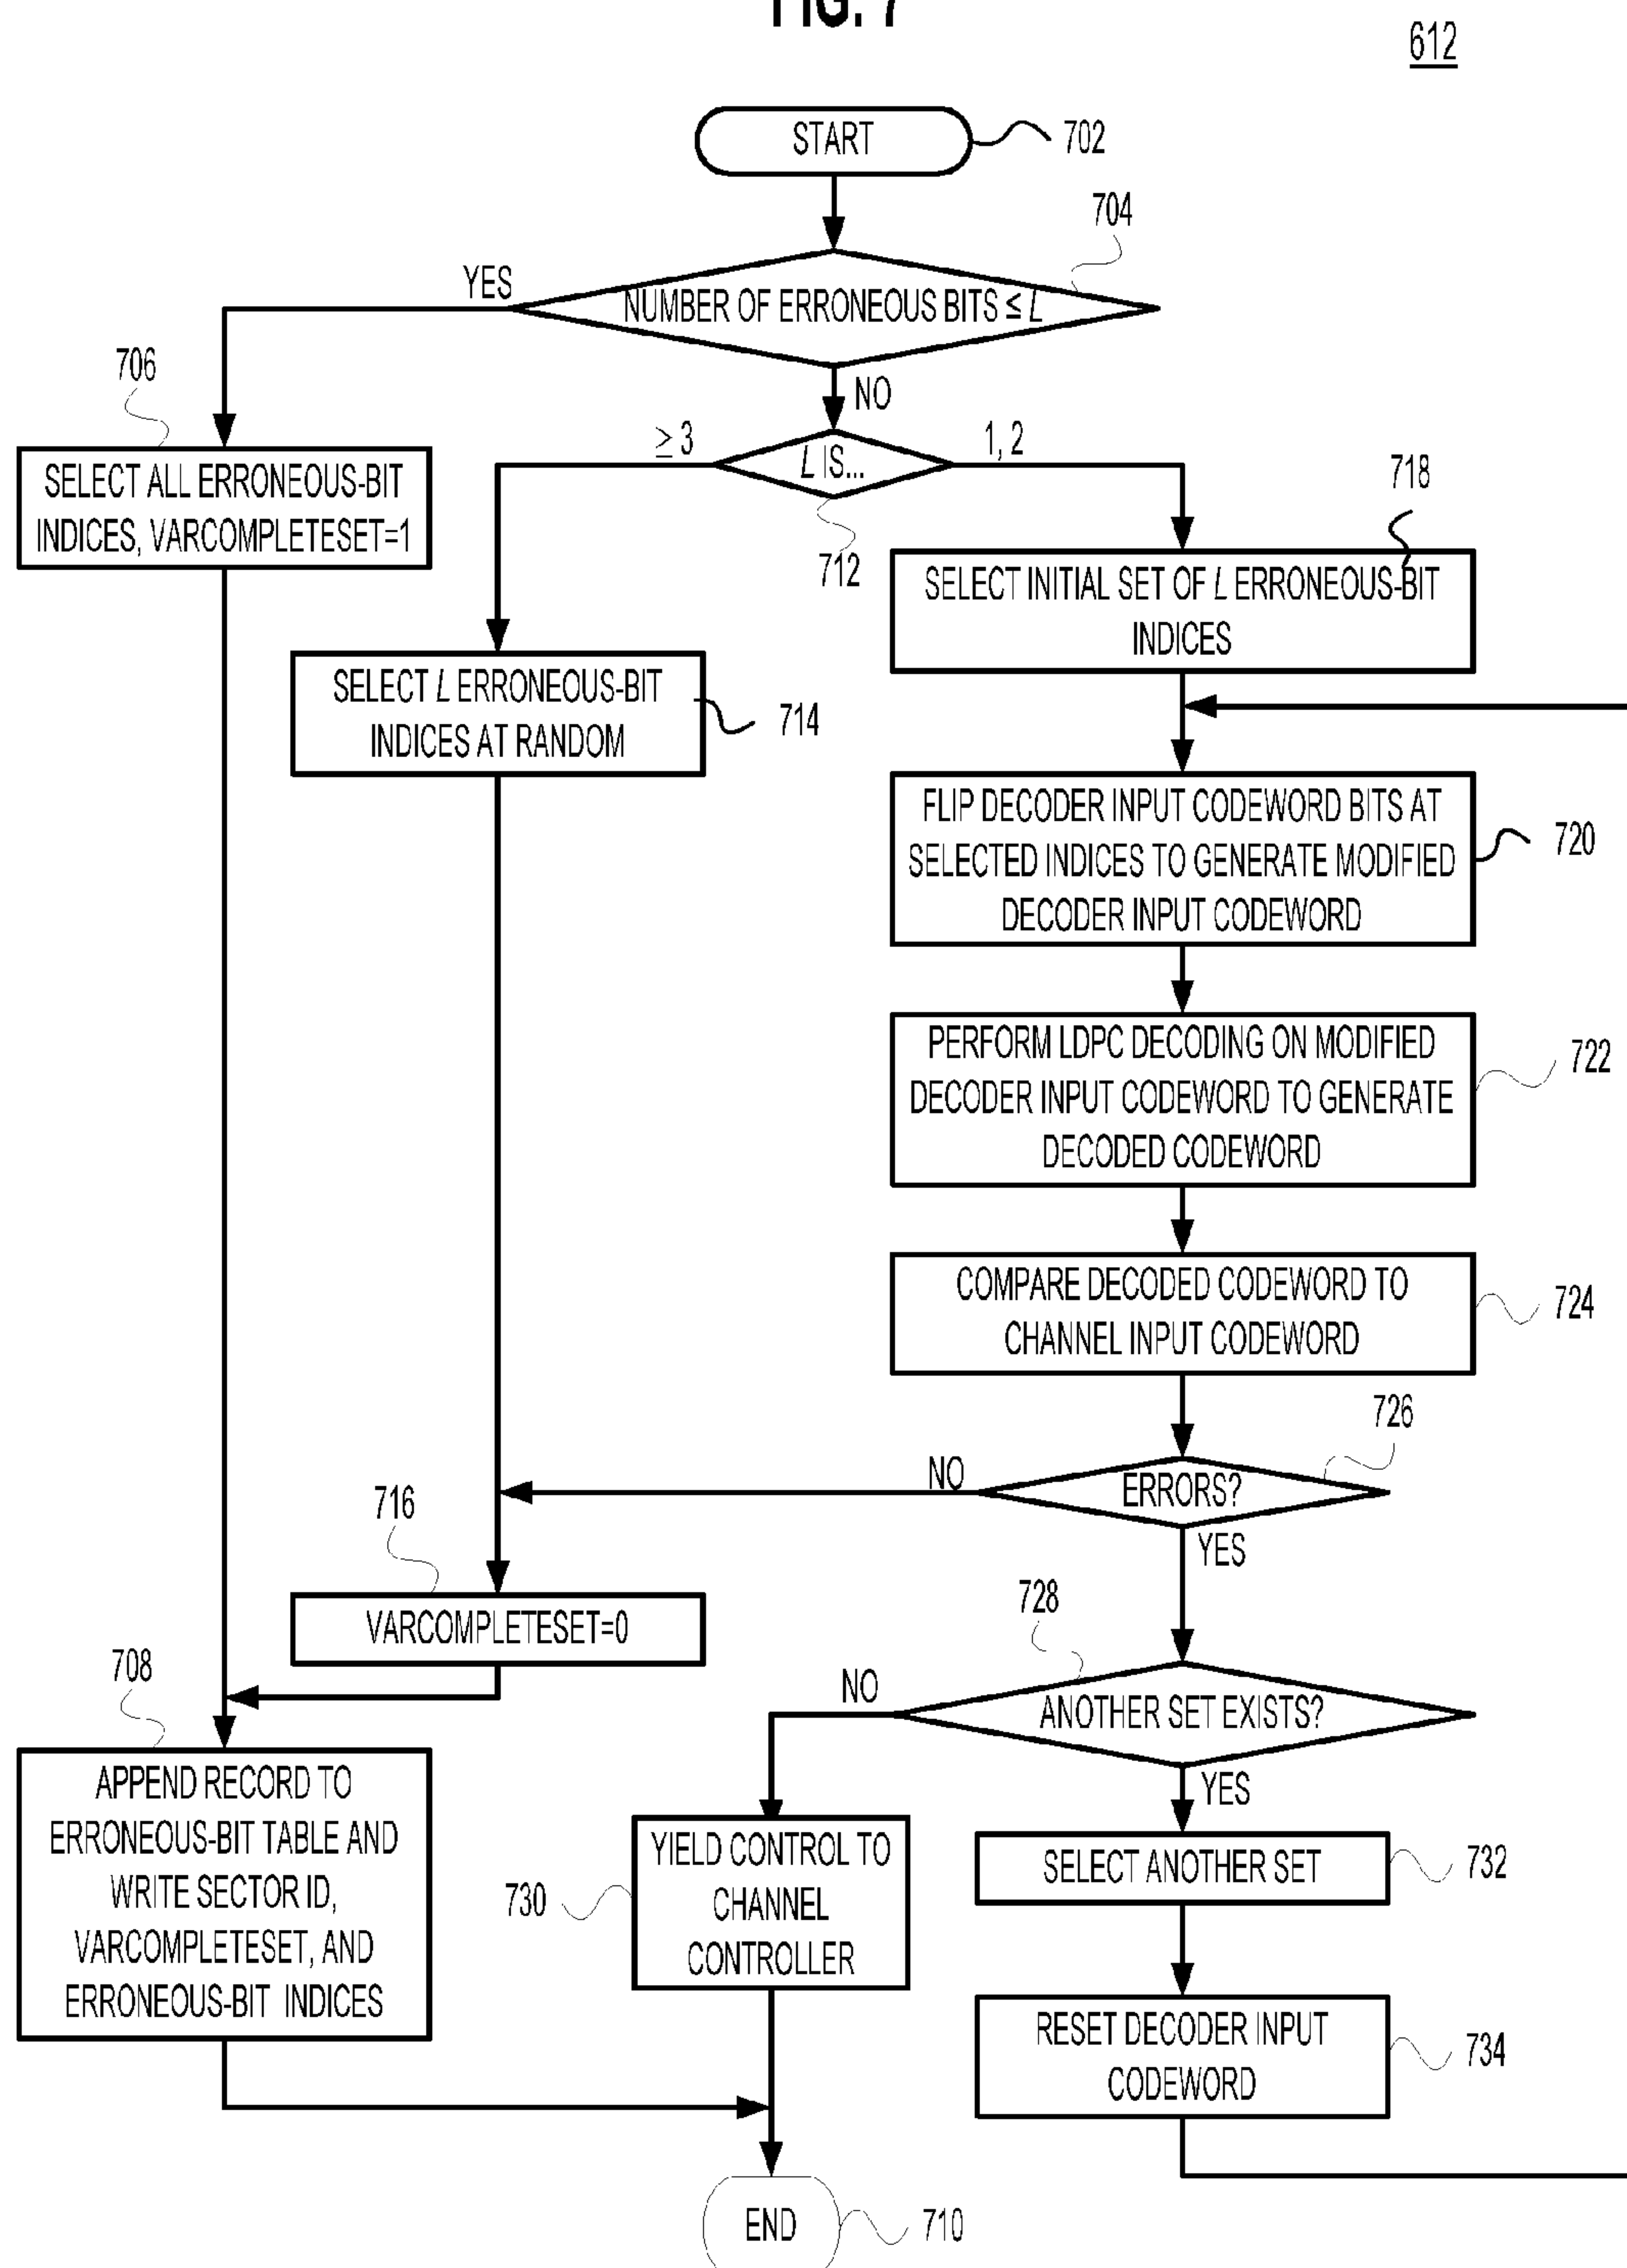 FIG. 7
612
START
702
704
YES
NUMBER OF ERRONEOUS BITS ≤ L
706
NO
≥ 3
L IS...
1, 2
712
718
SELECT ALL ERRONEOUS-BIT
INDICES, VARCOMPLETESET=1
SELECT INITIAL SET OF L ERRONEOUS-BIT
INDICES
SELECT L ERRONEOUS-BIT
INDICES AT RANDOM
714
FLIP DECODER INPUT CODEWORD BITS AT
SELECTED INDICES TO GENERATE MODIFIED
DECODER INPUT CODEWORD
720
PERFORM LDPC DECODING ON MODIFIED
DECODER INPUT CODEWORD TO GENERATE
DECODED CODEWORD
722
COMPARE DECODED CODEWORD TO
CHANNEL INPUT CODEWORD
724
726
NO
ERRORS?
YES
716
VARCOMPLETESET=0
728
708
NO
ANOTHER SET EXISTS?
YES
APPEND RECORD TO
ERRONEOUS-BIT TABLE AND
WRITE SECTOR ID,
VARCOMPLETESET, AND
ERRONEOUS-BIT INDICES
730
YIELD CONTROL TO
CHANNEL
CONTROLLER
SELECT ANOTHER SET
732
RESET DECODER INPUT
CODEWORD
734
END
710